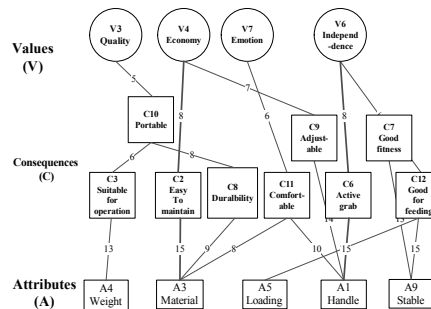 V3
Quality
V4
Economy
V7
Emotion
V6
Independ
-dence
Values
(V)
5
8
7
6
8
C10
Portable
C9
Adjust-
able
C7
Good
fitness
6
8
Consequences
(C)
C3
Suitable
for
operation
C2
Easy
To
maintain
C8
Duralbility
C11
Comfort-
able
C6
Active
grab
C12
Good
for
feeding
14
13
15
9
8
10
15
13
15
Attributes
(A)
A4
Weight
A3
Material
A5
Loading
A1
Handle
A9
Stable